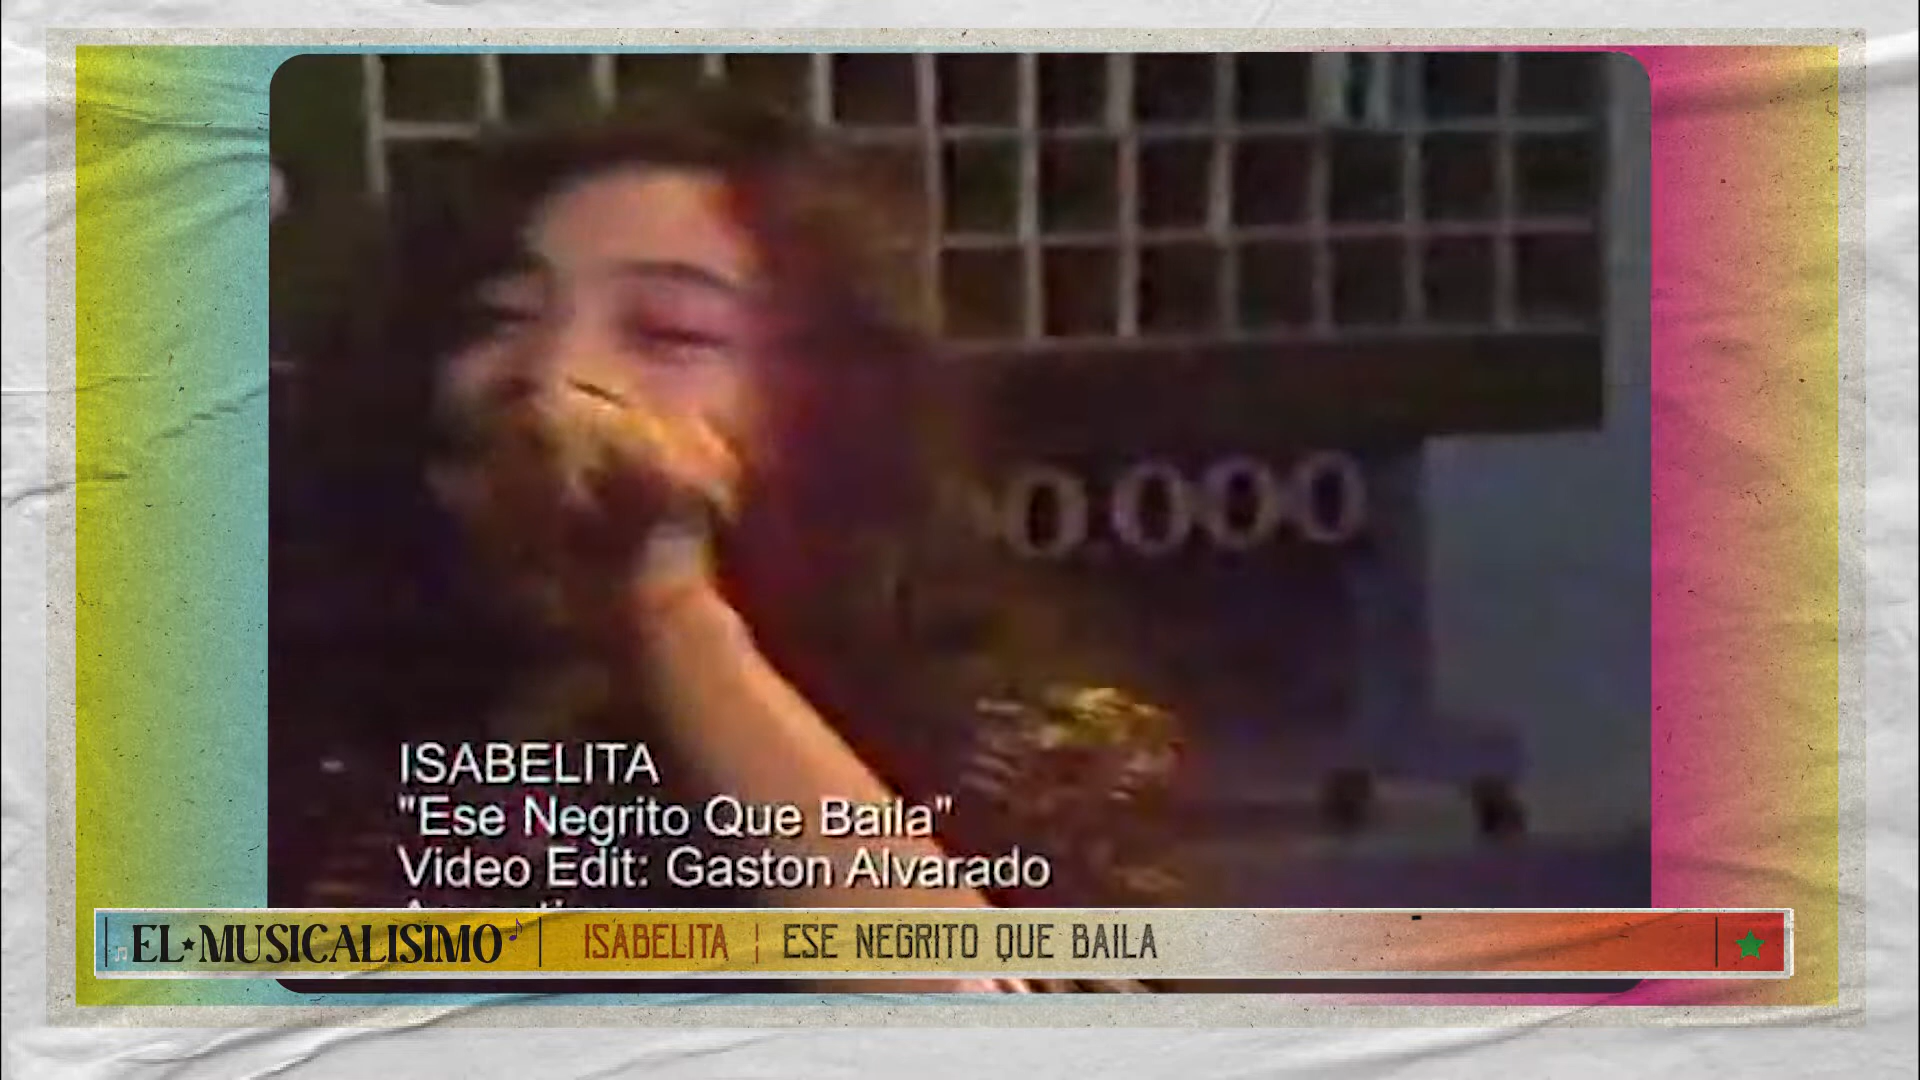 0.000
ISABELITA
"Ese Negrito Que Baila"
Video Edit: Gaston Alvarado
EL★MUSICALISIMO
ISABELITA ¦ ESE NEGRITO QUE BAILA